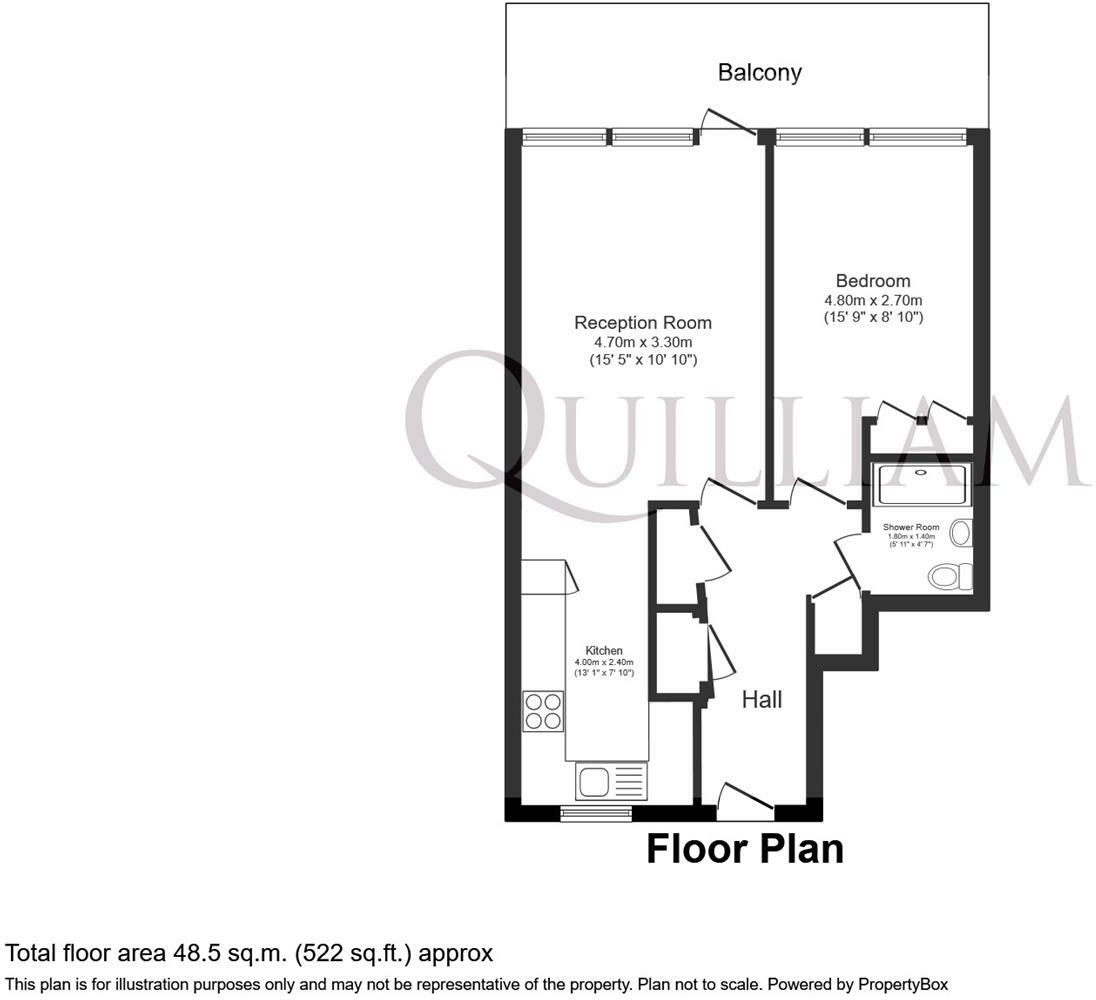 Balcony
Bedroom
4.80m x 2.70m
(15' 9" x 8' 10")
Reception Room
4.70m x 3.30m
(15' 5" x 10' 10")
QUILLIAM
Shower Room
1.80m x 1.40m
(5' 11" x 4' 7")
Kitchen
4.00m x 2.40m
(13' 1" x 7' 10")
Hall
Floor Plan
Total floor area 48.5 sq.m. (522 sq.ft.) approx
This plan is for illustration purposes only and may not be representative of the property. Plan not to scale. Powered by PropertyBox